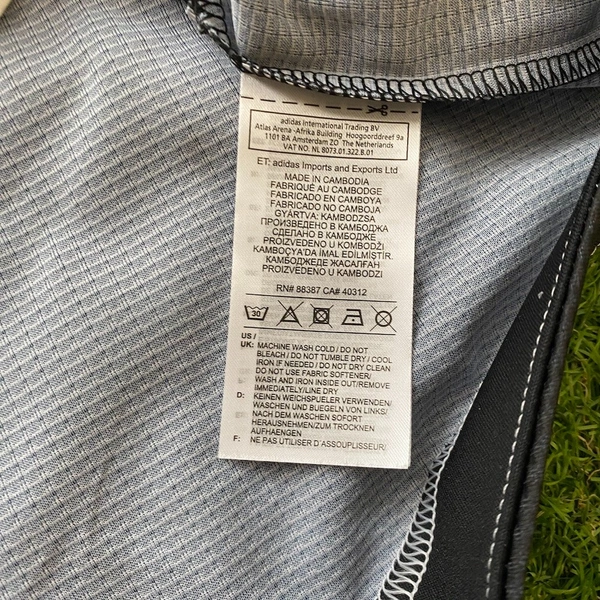 adidas International Trading BV
Atlas Arena -Afrika Building Hoogoorddreef 9a
1101 BA Amsterdam ZO The Netherlands
VAT NO. NL 8073.01.322.B.01
ET: adidas Imports and Exports Ltd
MADE IN CAMBODIA
FABRIQUÉ AU CAMBODGE
FABRICADO EN CAMBOYA
FABRICADO NO CAMBOJA
GYÁRTVA: KAMBODZSA
ПРОИЗВЕДЕНО В КАМБОДЖА
СДЕЛАНО В КАМБОДЖЕ
PROIZVEDENO U KOMBODŽI
KAMBOÇYA'DA İMAL EDİLMİŞTİR.
КАМБОДЖЕДЕ ЖАСАЛҒАН
PROIZVEDENO U KAMBODZI
RN# 88387 CA# 40312
30
US /
UK: MACHINE WASH COLD / DO NOT
BLEACH / DO NOT TUMBLE DRY / COOL
IRON IF NEEDED / DO NOT DRY CLEAN
DO NOT USE FABRIC SOFTENER/
WASH AND IRON INSIDE OUT/REMOVE
IMMEDIATELY/LINE DRY
D: KEINEN WEICHSPUELER VERWENDEN/
WASCHEN UND BUEGELN VON LINKS/
NACH DEM WASCHEN SOFORT
HERAUSNEHMEN/ZUM TROCKNEN
AUFHAENGEN
F: NE PAS UTILISER D'ASSOUPLISSEUR/